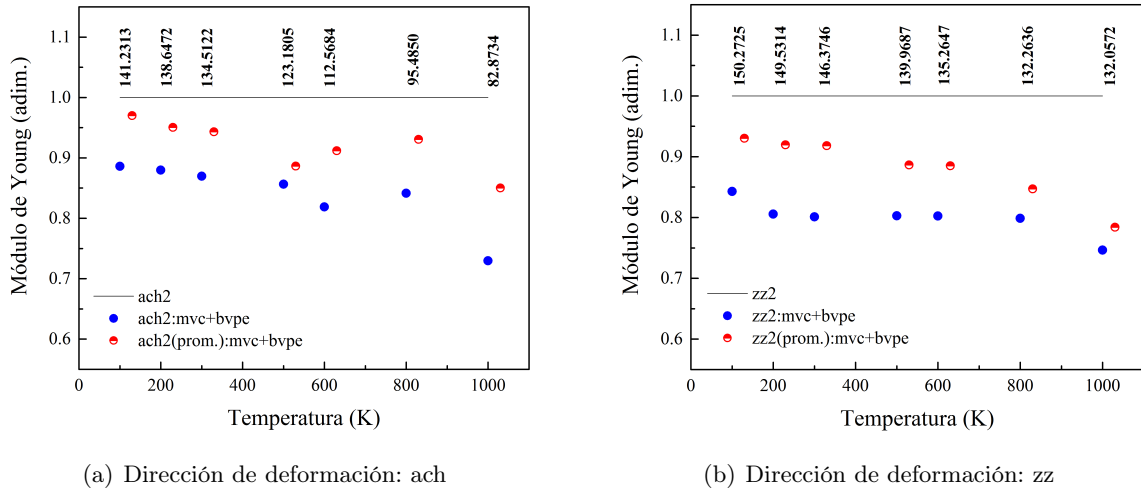 Módulo de Young (adim.)
1.1
1.0
0.9
0.8
0.7
0.6
141.2313
138.6472
134.5122
123.1805
112.5684
95.4850
82.8734
ach2
ach2:mvc+bvpe
ach2(prom.):mvc+bvpe
0 200 400 600 800 1000
Temperatura (K)
(a) Dirección de deformación: ach
Módulo de Young (adim.)
1.1
1.0
0.9
0.8
0.7
0.6
150.2725
149.5314
146.3746
139.9687
135.2647
132.2636
132.0572
zz2
zz2:mvc+bvpe
zz2(prom.):mvc+bvpe
0 200 400 600 800 1000
Temperatura (K)
(b) Dirección de deformación: zz